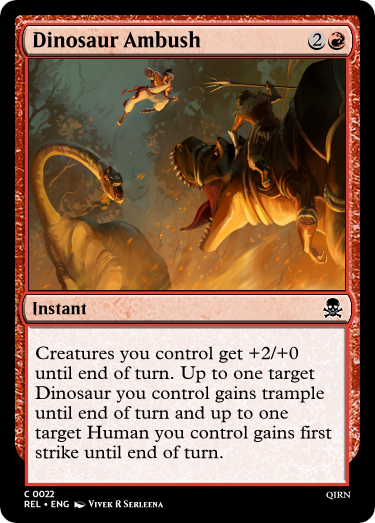 Dinosaur Ambush 2
Instant
Creatures you control get +2/+0
until end of turn. Up to one target
Dinosaur you control gains trample
until end of turn and up to one
target Human you control gains first
strike until end of turn.
C 0022
REL • ENG Vivek R Serleena
QIRN